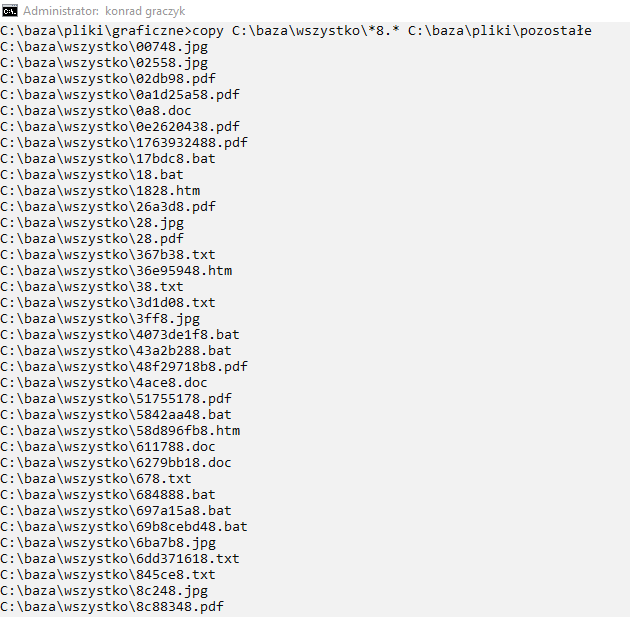 Administrator: konrad graczyk
C:\baza\pliki\graficzne>copy C:\baza\wszystko\*8.* C:\baza\pliki\pozostałe
C:\baza\wszystko\00748.jpg
C:\baza\wszystko\02558.jpg
C:\baza\wszystko\02db98.pdf
C:\baza\wszystko\0a1d25a58.pdf
C:\baza\wszystko\0a8.doc
C:\baza\wszystko\0e2620438.pdf
C:\baza\wszystko\1763932488.pdf
C:\baza\wszystko\17bdc8.bat
C:\baza\wszystko\18.bat
C:\baza\wszystko\1828.htm
C:\baza\wszystko\26a3d8.pdf
C:\baza\wszystko\28.jpg
C:\baza\wszystko\28.pdf
C:\baza\wszystko\367b38.txt
C:\baza\wszystko\36e95948.htm
C:\baza\wszystko\38.txt
C:\baza\wszystko\3d1d08.txt
C:\baza\wszystko\3ff8.jpg
C:\baza\wszystko\4073de1f8.bat
C:\baza\wszystko\43a2b288.bat
C:\baza\wszystko\48f29718b8.pdf
C:\baza\wszystko\4ace8.doc
C:\baza\wszystko\51755178.pdf
C:\baza\wszystko\5842aa48.bat
C:\baza\wszystko\58d896fb8.htm
C:\baza\wszystko\611788.doc
C:\baza\wszystko\6279bb18.doc
C:\baza\wszystko\678.txt
C:\baza\wszystko\684888.bat
C:\baza\wszystko\697a15a8.bat
C:\baza\wszystko\69b8cebd48.bat
C:\baza\wszystko\6ba7b8.jpg
C:\baza\wszystko\6dd371618.txt
C:\baza\wszystko\845ce8.txt
C:\baza\wszystko\8c248.jpg
C:\baza\wszystko\8c88348.pdf